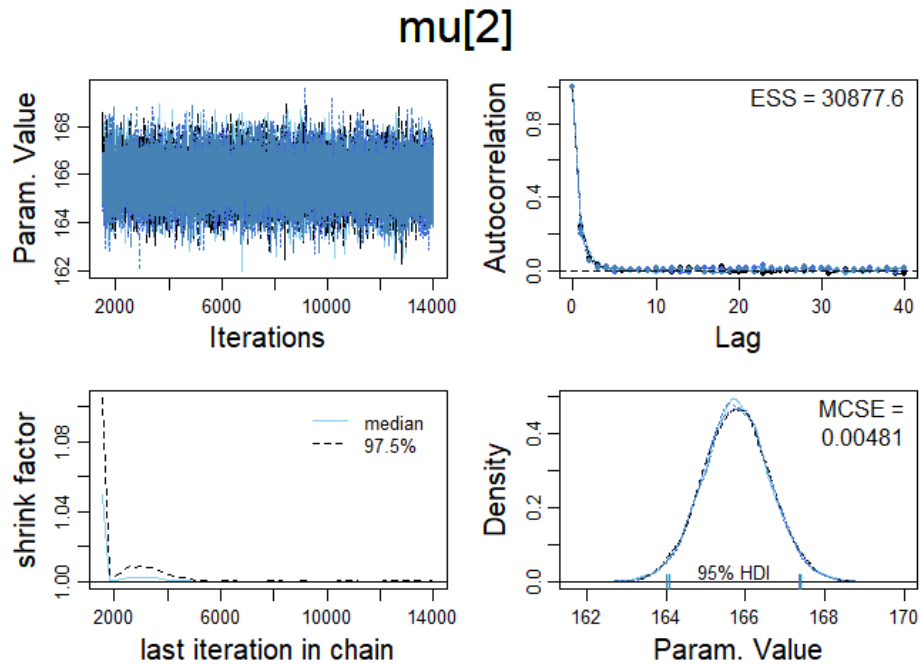 mu[2]
Param. Value
162 164 166 168
2000 6000 10000 14000
Iterations
Autocorrelation
0.0 0.4 0.8
ESS = 30877.6
0 10 20 30 40
Lag
shrink factor
1.00 1.04 1.08
median
97.5%
2000 6000 10000 14000
last iteration in chain
Density
0.0 0.2 0.4
MCSE =
0.00481
95% HDI
162 164 166 168 170
Param. Value